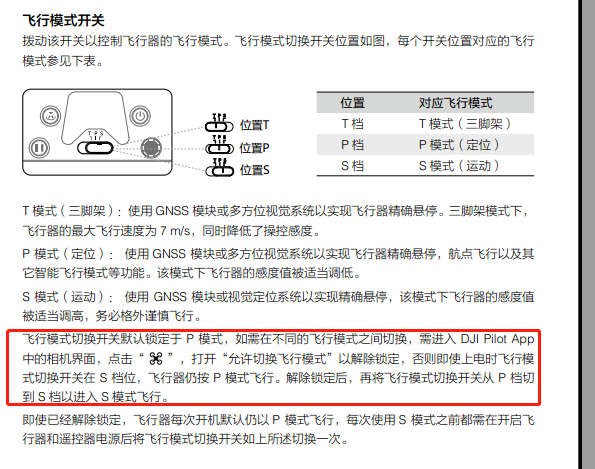 飞行模式开关
拨动该开关以控制飞行器的飞行模式。飞行模式切换开关位置如图，每个开关位置对应的飞行
模式参见下表。
T P S
位置T
位置P
位置S
位置 对应飞行模式
T 档 T 模式（三脚架）
P 档 P 模式（定位）
S 档 S 模式（运动）
T 模式（三脚架）：使用 GNSS 模块或多方位视觉系统以实现飞行器精确悬停。三脚架模式下，
飞行器的最大飞行速度为 7 m/s，同时降低了操控感度。
P 模式（定位）： 使用 GNSS 模块或多方位视觉系统以实现飞行器精确悬停，航点飞行以及其
它智能飞行模式等功能。该模式下飞行器的感度值被适当调低。
S 模式（运动）： 使用 GNSS 模块或视觉定位系统以实现精确悬停，该模式下飞行器的感度值
被适当调高，务必格外谨慎飞行。
飞行模式切换开关默认锁定于 P 模式，如需在不同的飞行模式之间切换，需进入 DJI Pilot App
中的相机界面，点击“ ”，打开“允许切换飞行模式”以解除锁定，否则即使上电时飞行模
式切换开关在 S 档位，飞行器仍按 P 模式飞行。解除锁定后，再将飞行模式切换开关从 P 档切
到 S 档以进入 S 模式飞行。
即使已经解除锁定，飞行器每次开机默认仍以 P 模式飞行，每次使用 S 模式之前都需在开启飞
行器和遥控器电源后将飞行模式切换开关如上所述切换一次。